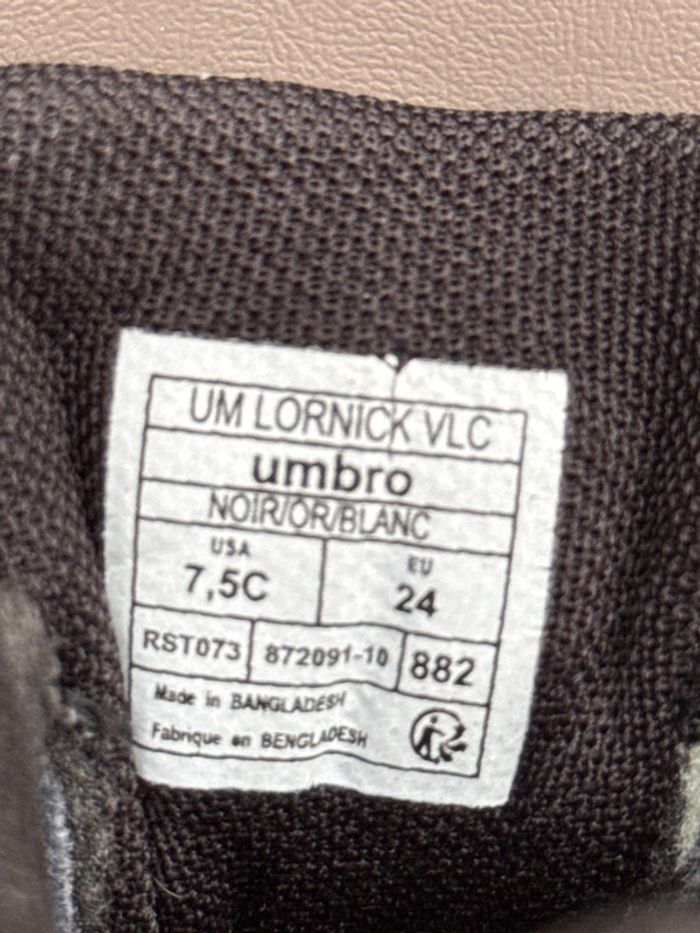 UM LORNICK VLC
umbro
NOIR/OR/BLANC
USA 7,5C
EU 24
RST073 872091-10 882
Made in BANGLADESH
Fabrique en BENGLADESH